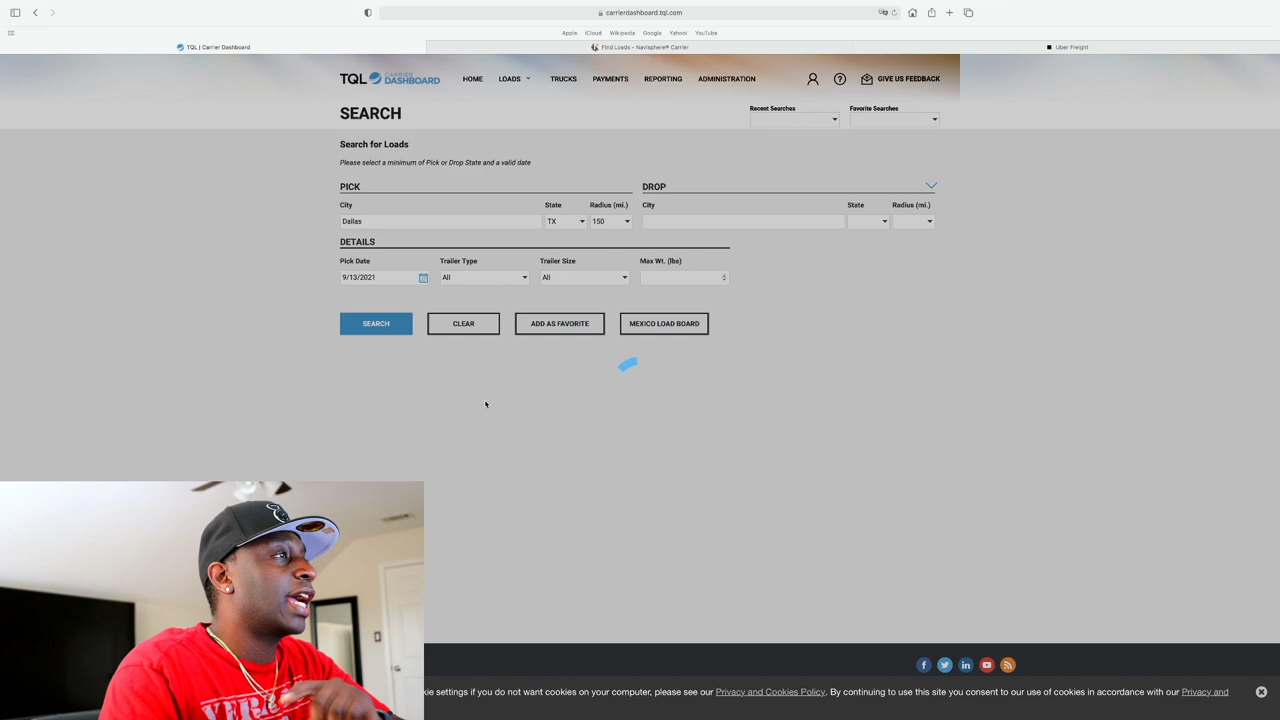 carrierdashboard.tql.com
Apple iCloud Wikipedia Google Yahoo! YouTube
TQL | Carrier Dashboard Find Loads - Navisphere® Carrier Uber Freight
TQL CARRIER DASHBOARD HOME LOADS TRUCKS PAYMENTS REPORTING ADMINISTRATION GIVE US FEEDBACK
SEARCH
Recent Searches Favorite Searches
Search for Loads
Please select a minimum of Pick or Drop State and a valid date
PICK DROP
City State Radius (mi.) City State Radius (mi.)
Dallas TX 150
DETAILS
Pick Date Trailer Type Trailer Size Max Wt. (lbs)
9/13/2021 All All
SEARCH CLEAR ADD AS FAVORITE MEXICO LOAD BOARD
kie settings if you do not want cookies on your computer, please see our Privacy and Cookies Policy. By continuing to use this site you consent to our use of cookies in accordance with our Privacy and